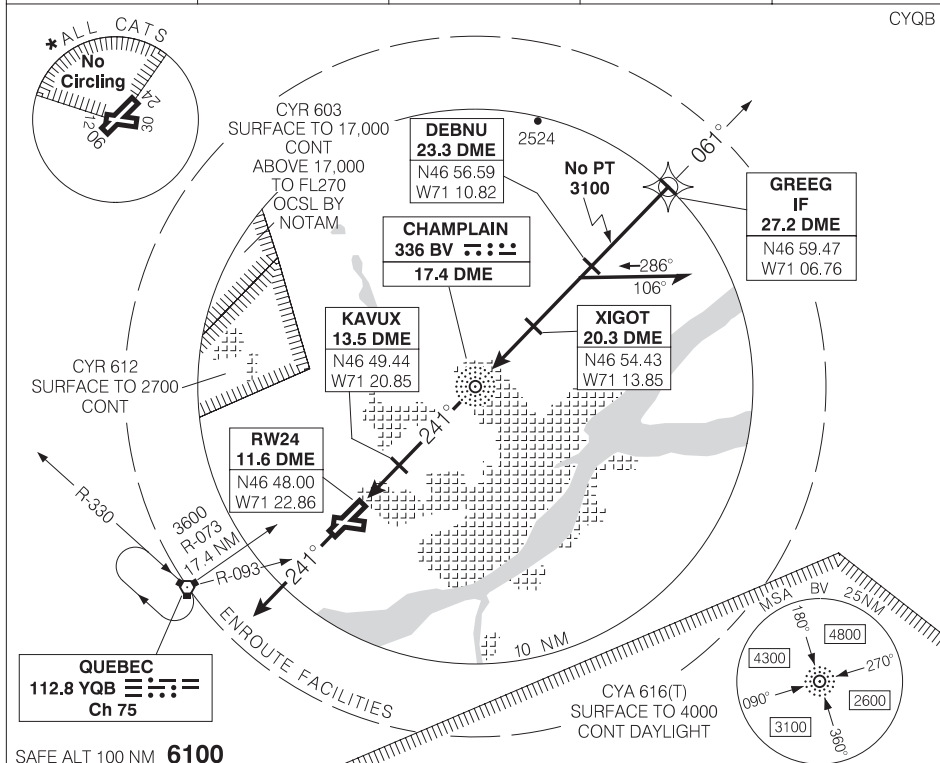 CYQB
*ALL CATS
No
Circling
24
30
12
06
CYR 603
SURFACE TO 17,000
CONT
ABOVE 17,000
TO FL270
OCSL BY
NOTAM
DEBNU
23.3 DME
N46 56.59
W71 10.82
2524
No PT
3100
061°
GREEG
IF
27.2 DME
N46 59.47
W71 06.76
CHAMPLAIN
336 BV
17.4 DME
286°
106°
KAVUX
13.5 DME
N46 49.44
W71 20.85
XIGOT
20.3 DME
N46 54.43
W71 13.85
CYR 612
SURFACE TO 2700
CONT
241°
RW24
11.6 DME
N46 48.00
W71 22.86
R-330
3600
R-073
17.4 NM
R-093
241°
ENROUTE FACILITIES
10 NM
QUEBEC
112.8 YQB
Ch 75
CYA 616(T)
SURFACE TO 4000
CONT DAYLIGHT
MSA BV 25NM
180°
4800
4300
270°
090°
2600
3100
360°
SAFE ALT 100 NM 6100